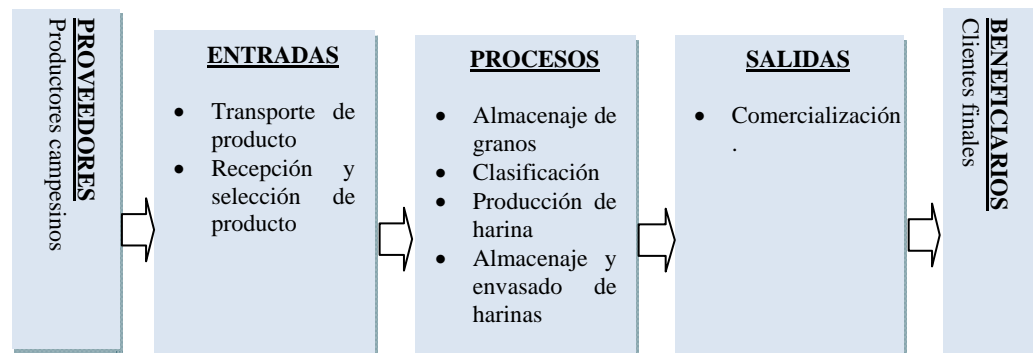 PROVEEDORES
Productores campesinos
ENTRADAS
• Transporte de
producto
• Recepción y
selección de
producto
PROCESOS
• Almacenaje de
granos
• Clasificación
• Producción de
harina
• Almacenaje y
envasado de
harinas
SALIDAS
• Comercialización
.
BENEFICIARIOS
Clientes finales